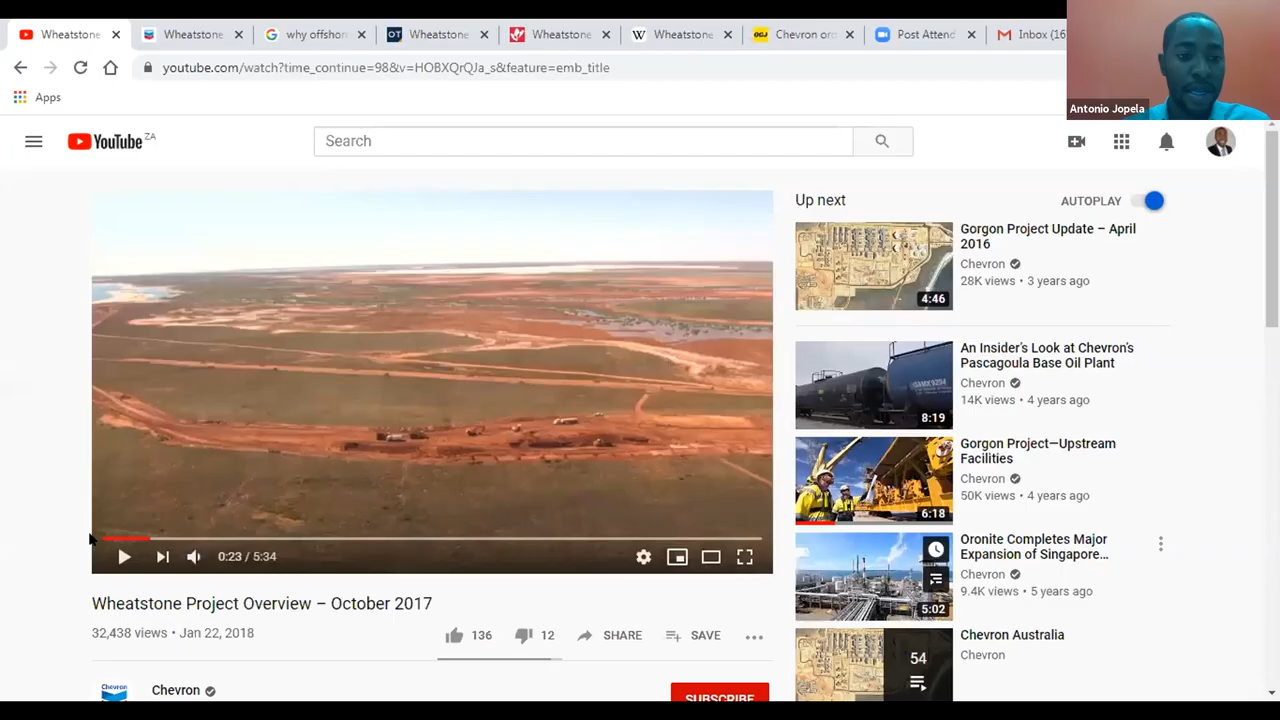 Wheatstone
Wheatstone
why offshor
OT
Wheatstone
Wheatstone
W
Wheatstone
OGJ
Chevron oro
Post Attend
Inbox (16
youtube.com/watch?time_continue=98&v=HOBXQrQJa_s&feature=emb_title
Antonio Jopela
Apps
YouTube ZA
Search
Up next
AUTOPLAY
Gorgon Project Update – April
2016
Chevron
28K views • 3 years ago
4:46
An Insider's Look at Chevron's
Pascagoula Base Oil Plant
Chevron
14K views • 4 years ago
8:19
Gorgon Project—Upstream
Facilities
Chevron
50K views • 4 years ago
6:18
Oronite Completes Major
Expansion of Singapore...
Chevron
9.4K views • 5 years ago
5:02
Chevron Australia
Chevron
54
0:23 / 5:34
Wheatstone Project Overview – October 2017
32,438 views • Jan 22, 2018
136
12
SHARE
SAVE
Chevron
Chevron
SUBSCRIBE